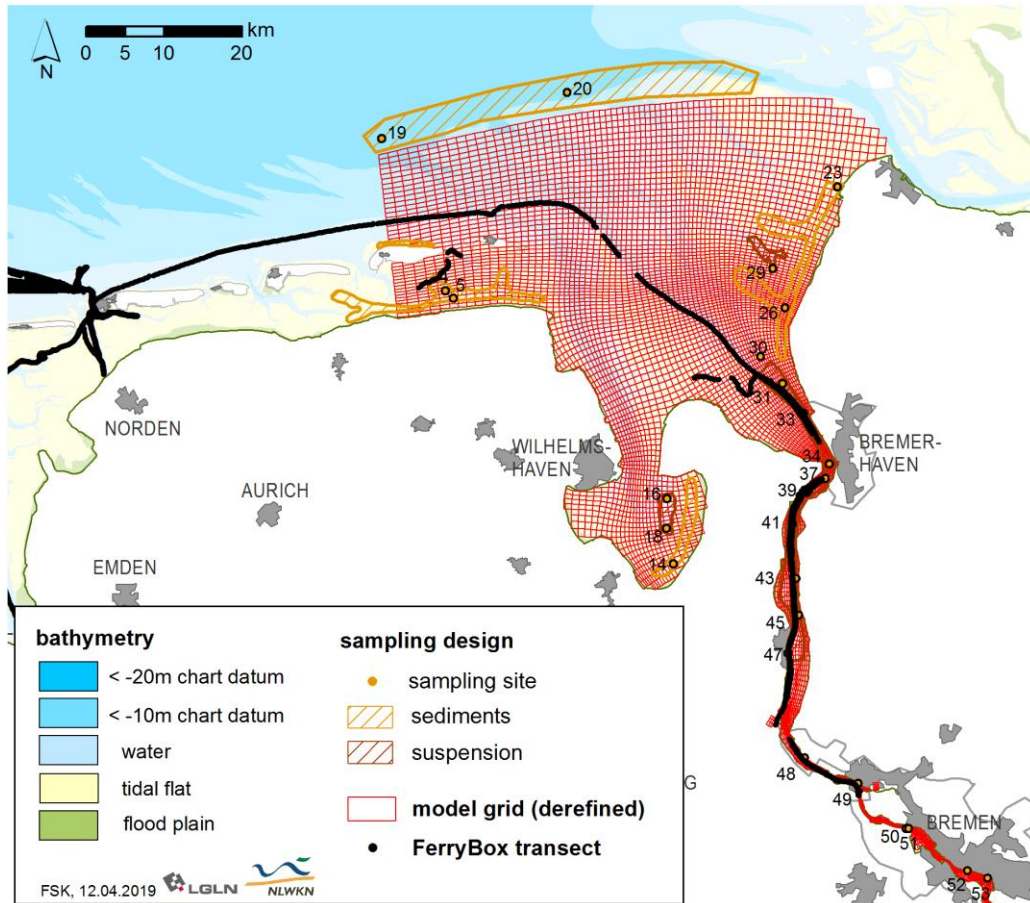 km
0 5 10 20
N
20
19
23
29
26
4
5
30
31
33
NORDEN
WILHELMS-
HAVEN
BREMER-
HAVEN
34
37
39
16
AURICH
41
18
14
EMDEN
43
45
47
bathymetry
< -20m chart datum
< -10m chart datum
water
tidal flat
flood plain
sampling design
sampling site
sediments
suspension
model grid (derefined)
FerryBox transect
FSK, 12.04.2019
LGLN
NLWKN
G
48
49
50
51
BREMEN
52
53